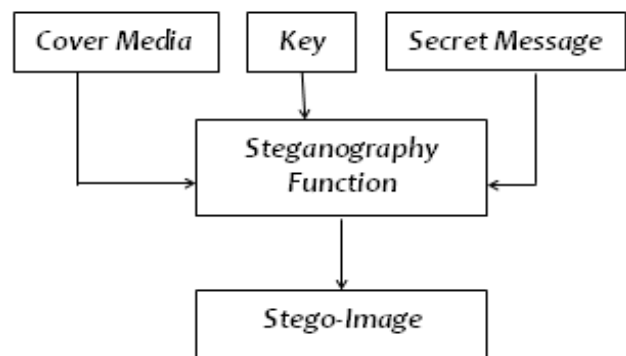 Cover Media
Key
Secret Message
Steganography
Function
Stego-Image